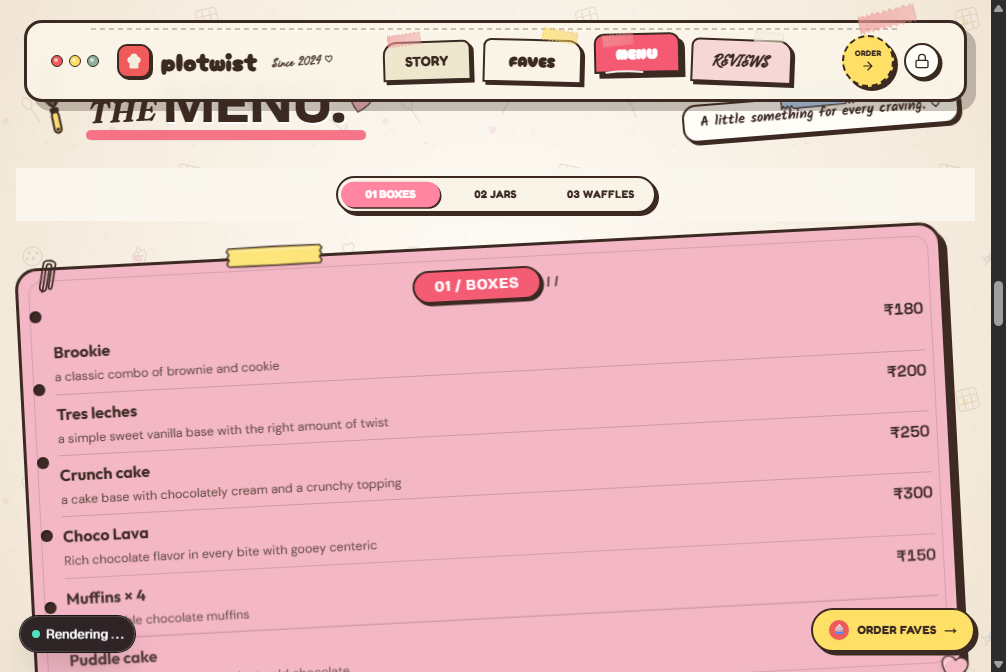 plotwist
Since 2024 ♡
STORY
FAVES
MENU
REVIEWS
ORDER
→
THE MENU.
A little something for every craving. ♡
01 BOXES
02 JARS
03 WAFFLES
01 / BOXES
Brookie
₹180
a classic combo of brownie and cookie
Tres leches
₹200
a simple sweet vanilla base with the right amount of twist
Crunch cake
₹250
a cake base with chocolately cream and a crunchy topping
Choco Lava
₹300
Rich chocolate flavor in every bite with gooey centeric
Muffins × 4
₹150
chocolate muffins
Puddle cake
chocolate
Rendering ...
ORDER FAVES →